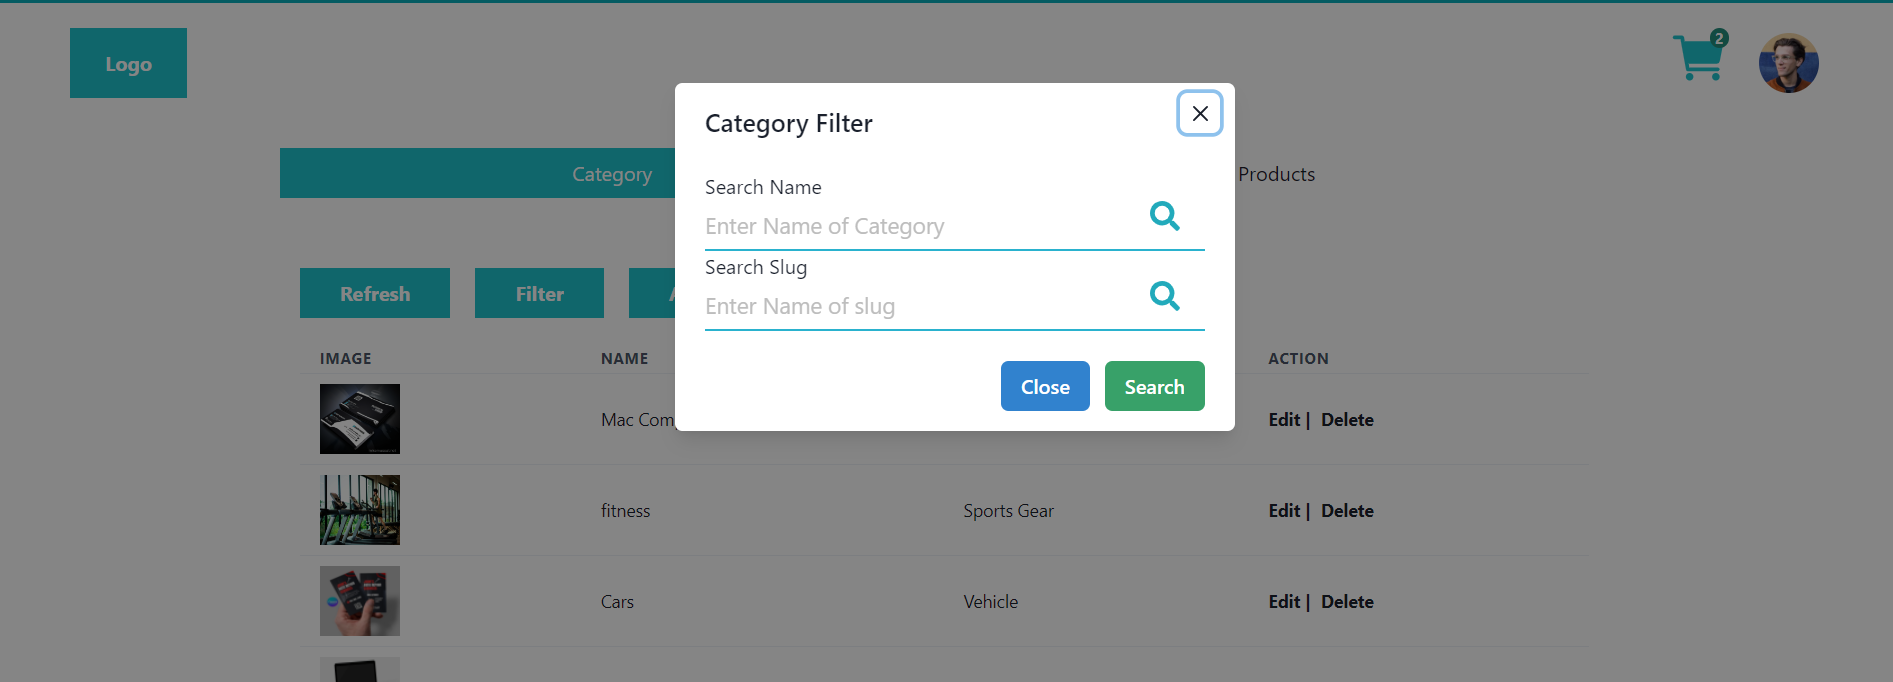 Logo
2
Category Filter
Category
Products
Search Name
Enter Name of Category
Search Slug
Enter Name of slug
Refresh
Filter
Close
Search
IMAGE
NAME
ACTION
Mac Com
Edit | Delete
fitness
Sports Gear
Edit | Delete
Cars
Vehicle
Edit | Delete